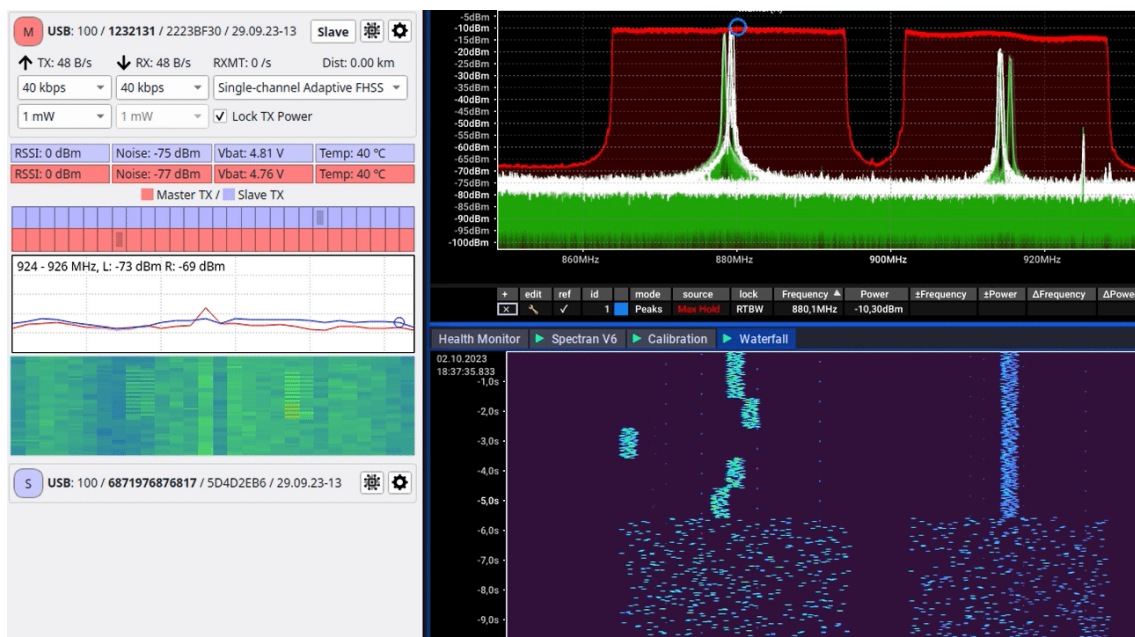 M USB: 100 / 1232131 / 2223BF30 / 29.09.23-13 Slave
TX: 48 B/s RX: 48 B/s RXMT: 0 /s Dist: 0.00 km
40 kbps 40 kbps Single-channel Adaptive FHSS
1 mW 1 mW Lock TX Power
RSSI: 0 dBm Noise: -75 dBm Vbat: 4.81 V Temp: 40 °C
RSSI: 0 dBm Noise: -77 dBm Vbat: 4.76 V Temp: 40 °C
Master TX / Slave TX
924 - 926 MHz, L: -73 dBm R: -69 dBm
S USB: 100 / 6871976876817 / 5D4D2EB6 / 29.09.23-13
-5dBm
-10dBm
-15dBm
-20dBm
-25dBm
-30dBm
-35dBm
-40dBm
-45dBm
-50dBm
-55dBm
-60dBm
-65dBm
-70dBm
-75dBm
-80dBm
-85dBm
-90dBm
-95dBm
-100dBm
860MHz 880MHz 900MHz 920MHz
+ edit ref id mode source lock Frequency Power ±Frequency ±Power ΔFrequency ΔPowe
1 Peaks Max Hold RTBW 880,1MHz -10,30dBm
Health Monitor Spectran V6 Calibration Waterfall
02.10.2023
18:37:35.833
-1,0s
-2,0s
-3,0s
-4,0s
-5,0s
-6,0s
-7,0s
-8,0s
-9,0s